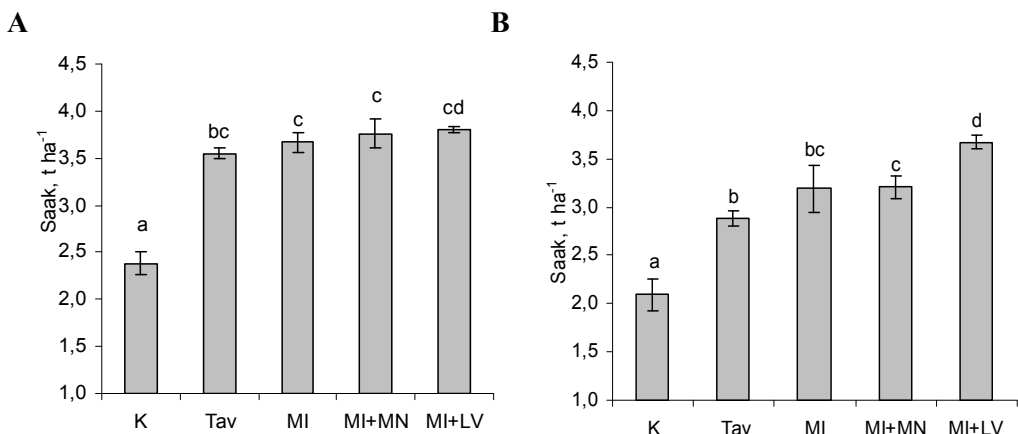 A
Saak, t ha-1
4,5
4,0
3,5
3,0
2,5
2,0
1,5
1,0
a
bc
c
c
cd
K Tav MI MI+MN MI+LV
B
Saak, t ha-1
4,5
4,0
3,5
3,0
2,5
2,0
1,5
1,0
a
b
bc
c
d
K Tav MI MI+MN MI+LV